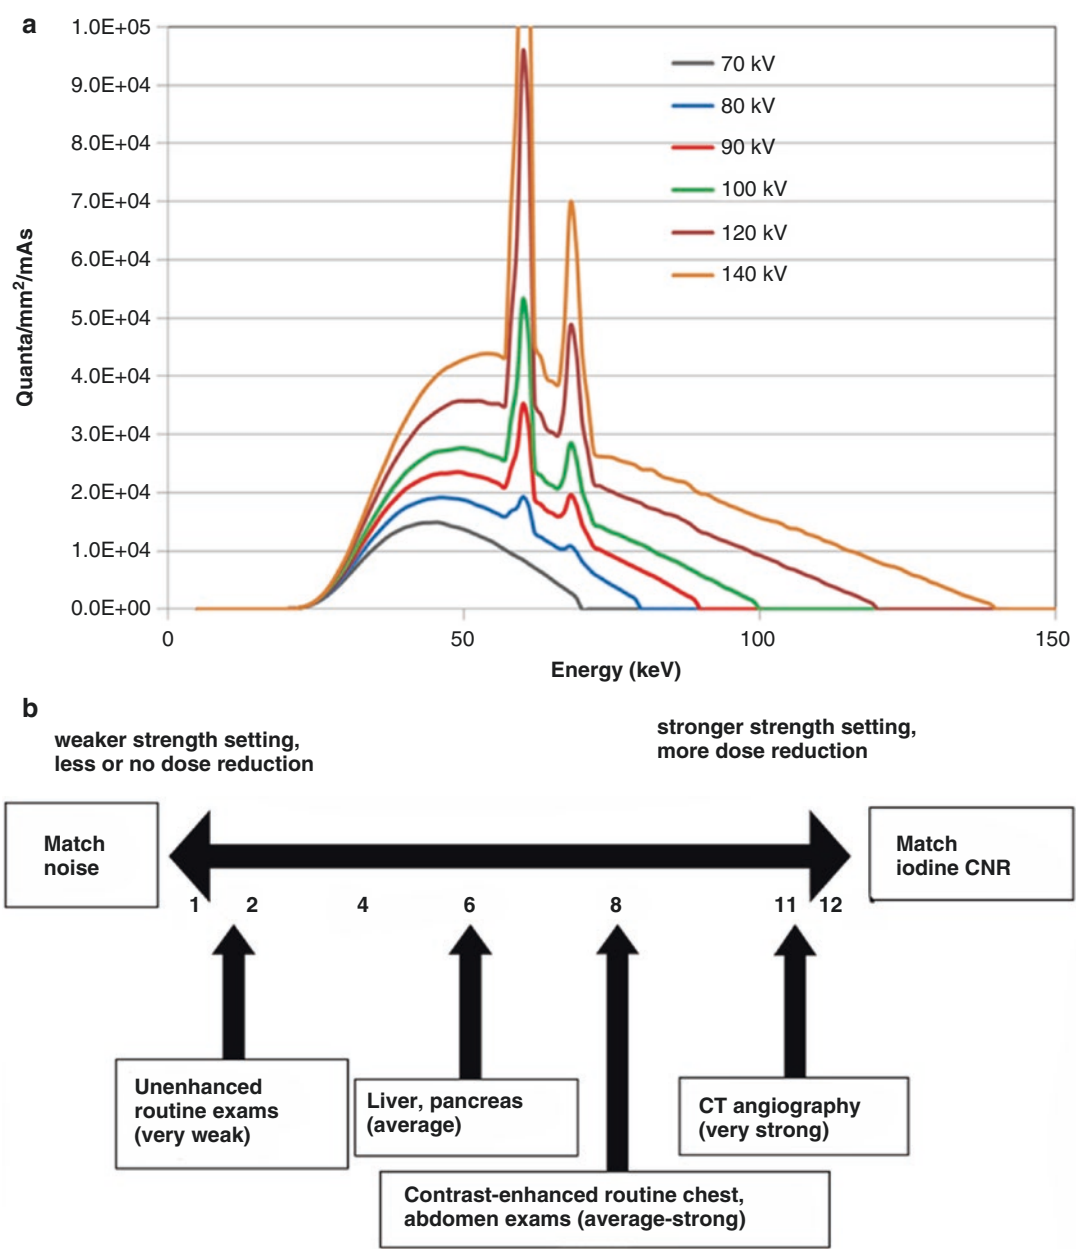 a
1.0E+05
9.0E+04
8.0E+04
7.0E+04
6.0E+04
5.0E+04
4.0E+04
3.0E+04
2.0E+04
1.0E+04
0.0E+00
Quanta/mm²/mAs
70 kV
80 kV
90 kV
100 kV
120 kV
140 kV
0 50 100 150
Energy (keV)
b
weaker strength setting,
less or no dose reduction
stronger strength setting,
more dose reduction
Match
noise
Match
iodine CNR
1 2 4 6 8 11 12
Unenhanced
routine exams
(very weak)
Liver, pancreas
(average)
CT angiography
(very strong)
Contrast-enhanced routine chest,
abdomen exams (average-strong)